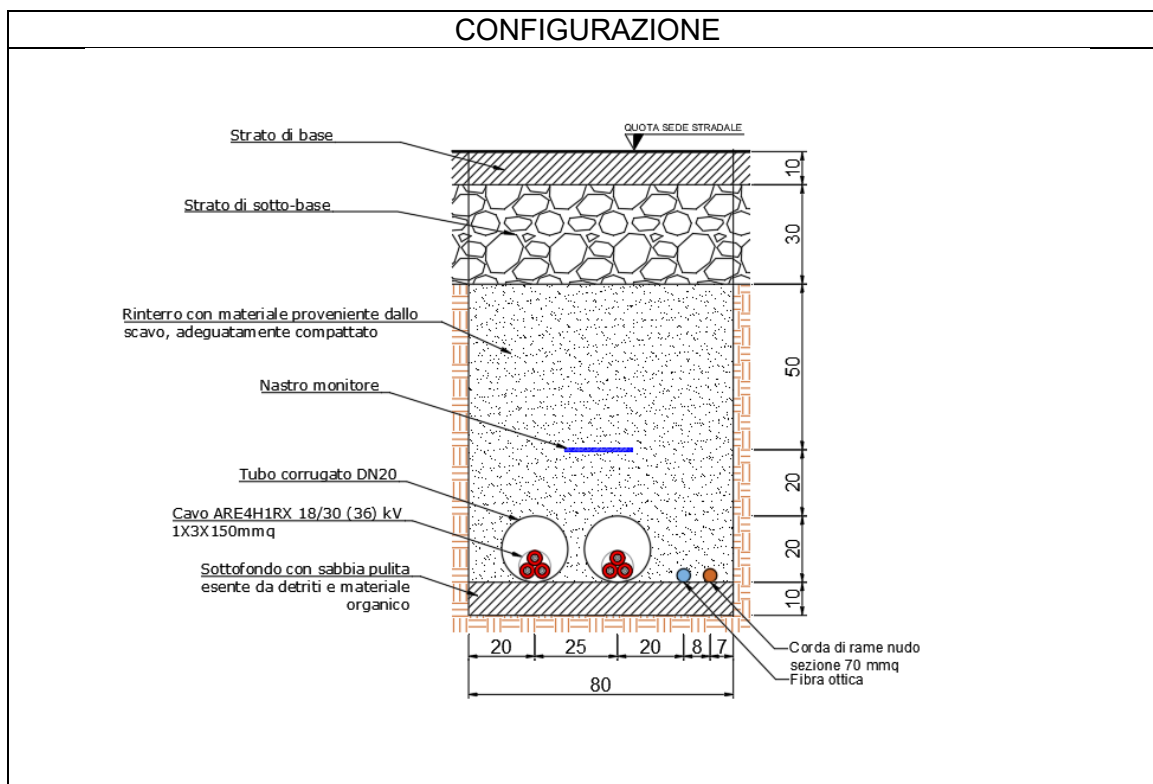 CONFIGURAZIONE
QUOTA SEDE STRADALE
Strato di base
10
Strato di sotto-base
30
Rinterro con materiale proveniente dallo
scavo, adeguatamente compattato
50
Nastro monitore
20
Tubo corrugato DN20
Cavo ARE4H1RX 18/30 (36) kV
1X3X150mmq
20
Sottofondo con sabbia pulita
esente da detriti e materiale
organico
10
20 25 20 8 7
Corda di rame nudo
sezione 70 mmq
Fibra ottica
80